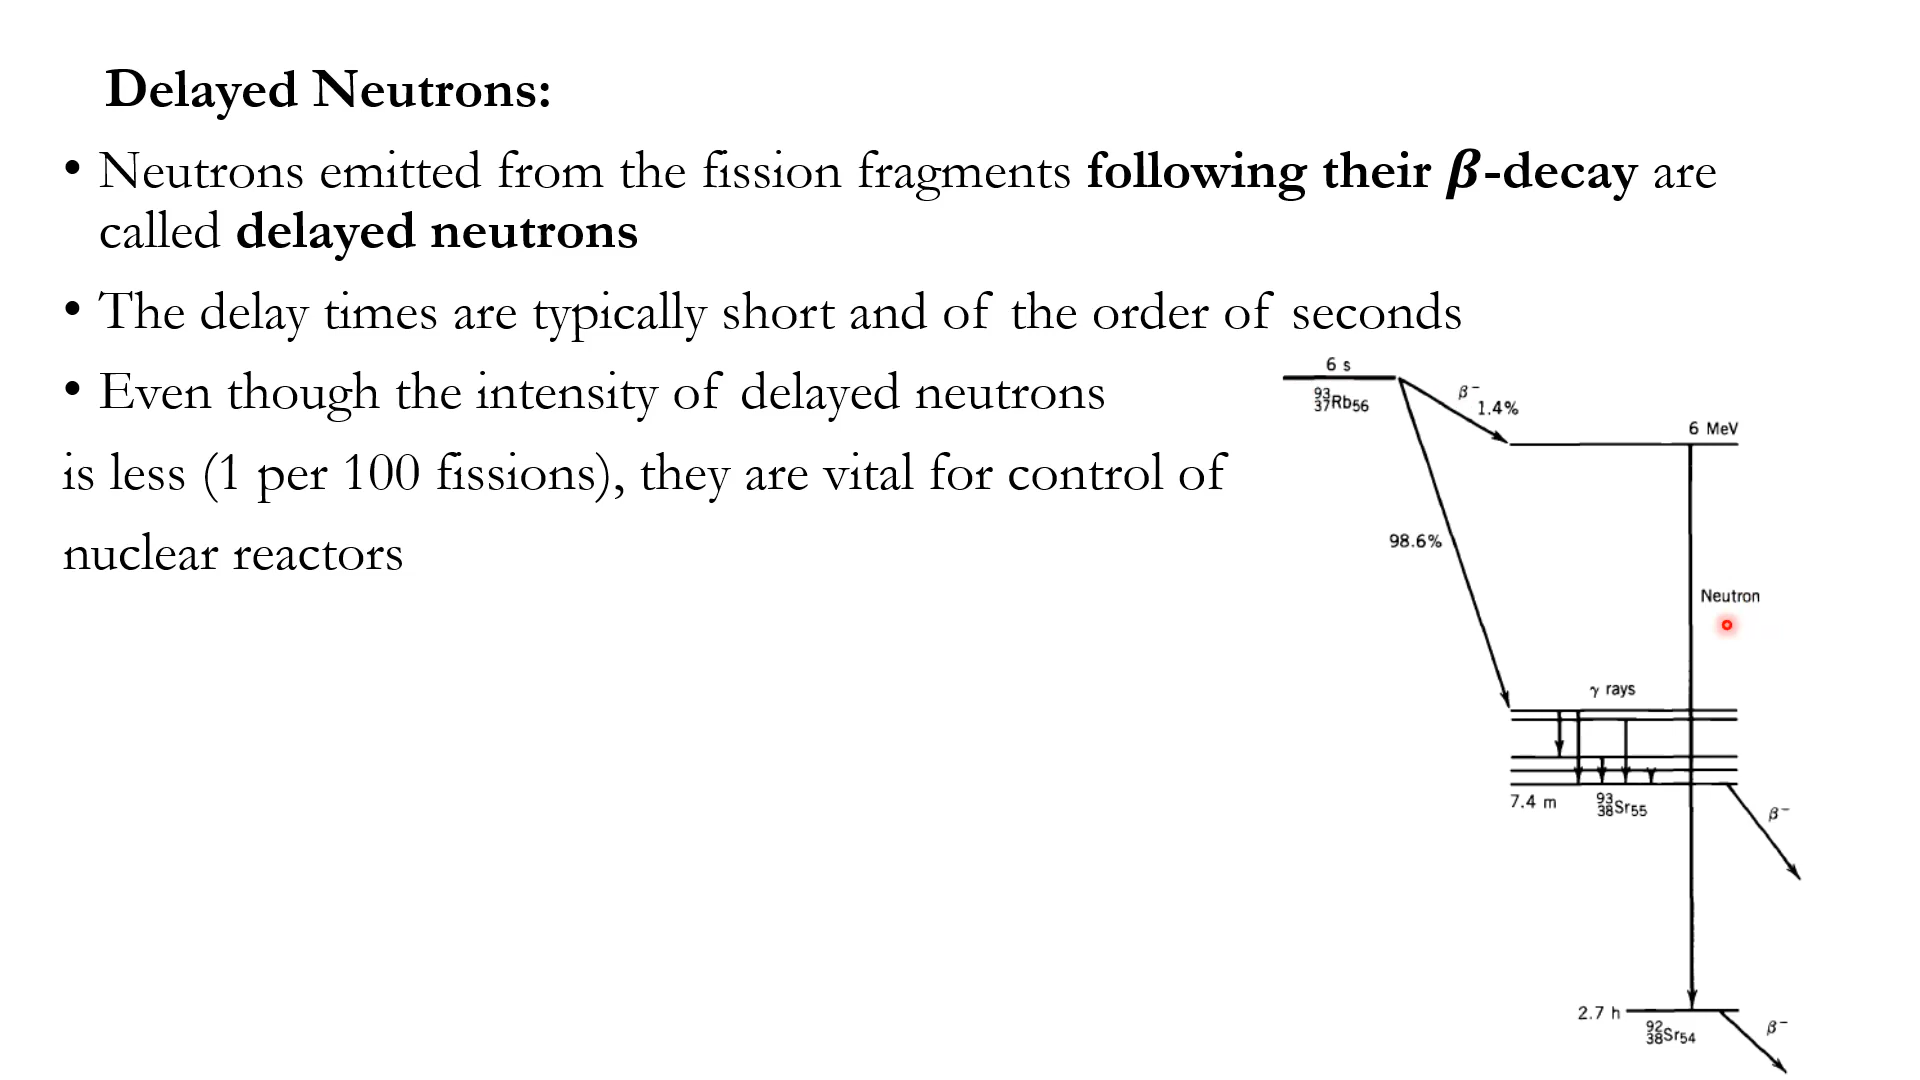 Delayed Neutrons:
• Neutrons emitted from the fission fragments following their β-decay are
called delayed neutrons
• The delay times are typically short and of the order of seconds
• Even though the intensity of delayed neutrons
is less (1 per 100 fissions), they are vital for control of
nuclear reactors
6 s
93 37Rb56
β−
1.4%
6 MeV
98.6%
Neutron
γ rays
7.4 m
93 38Sr55
β−
2.7 h
92 38Sr54
β−